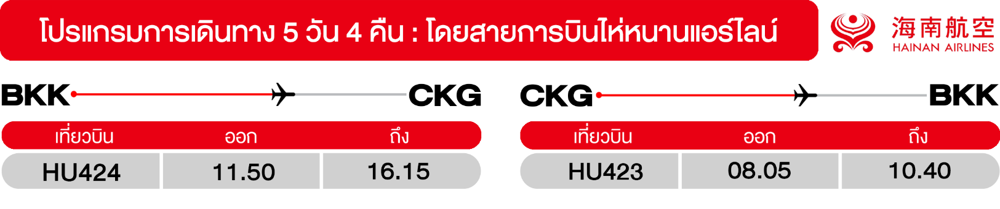 โปรแกรมการเดินทาง 5 วัน 4 คืน : โดยสายการบินไห่หนานแอร์ไลน์
海南航空
HAINAN AIRLINES
BKK CKG
เที่ยวบิน ออก ถึง
HU424 11.50 16.15
CKG BKK
เที่ยวบิน ออก ถึง
HU423 08.05 10.40